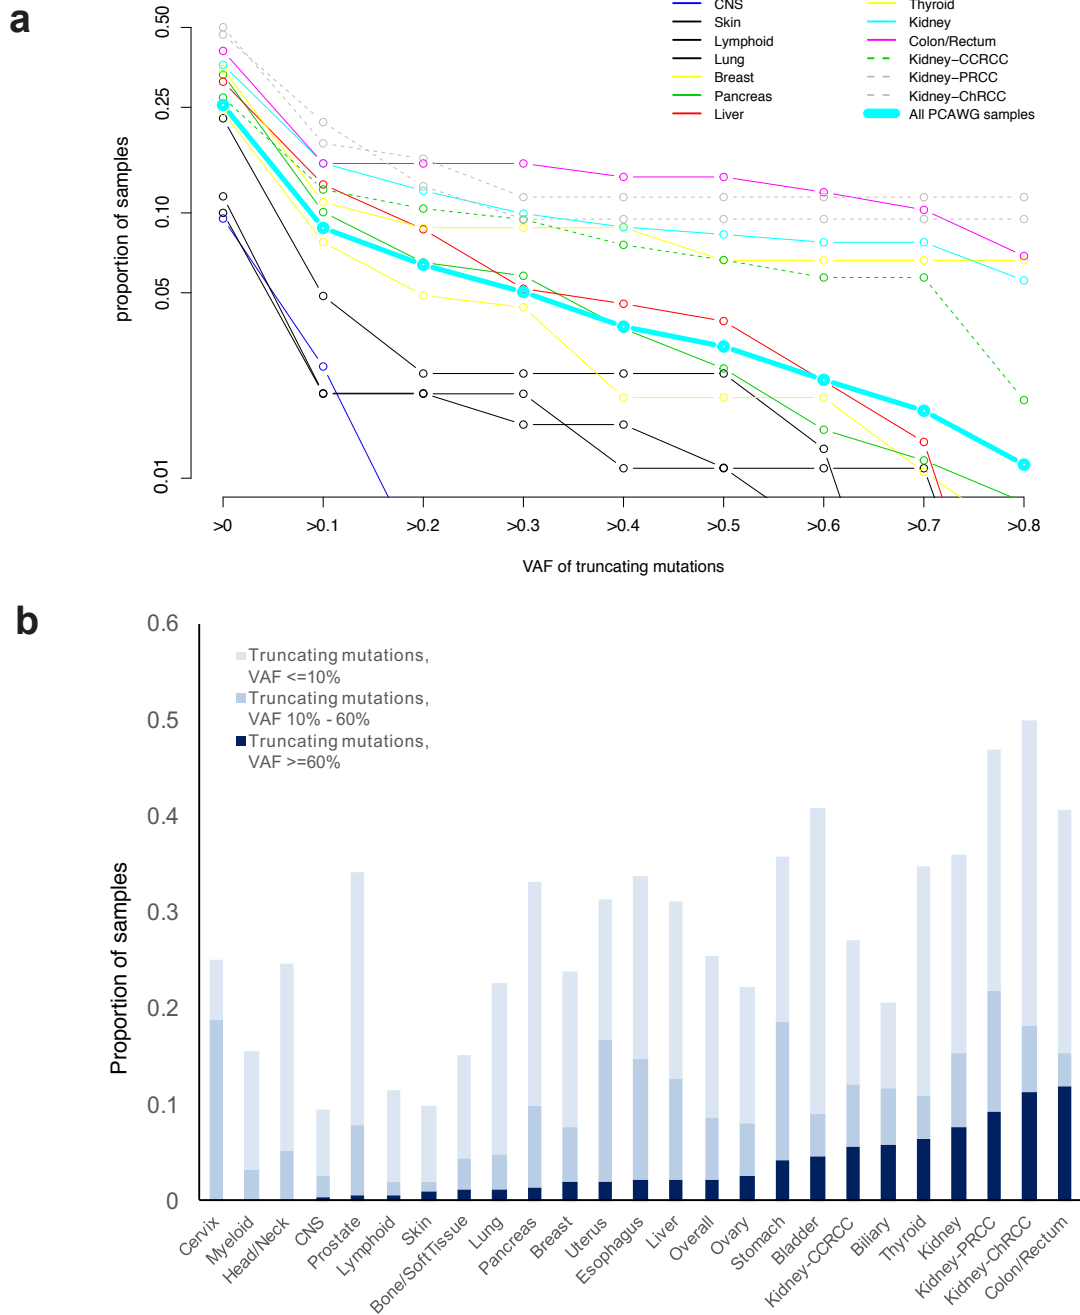 a
CNS
Skin
Lymphoid
Lung
Breast
Pancreas
Liver
Thyroid
Kidney
Colon/Rectum
Kidney−CCRCC
Kidney−PRCC
Kidney−ChRCC
All PCAWG samples
proportion of samples
0.50
0.25
0.10
0.05
0.01
>0
>0.1
>0.2
>0.3
>0.4
>0.5
>0.6
>0.7
>0.8
VAF of truncating mutations
b
Proportion of samples
0.6
0.5
0.4
0.3
0.2
0.1
0
Truncating mutations,
VAF <=10%
Truncating mutations,
VAF 10% - 60%
Truncating mutations,
VAF >=60%
Cervix
Myeloid
Head/Neck
CNS
Prostate
Lymphoid
Skin
Bone/SoftTissue
Lung
Pancreas
Breast
Uterus
Esophagus
Liver
Overall
Ovary
Stomach
Bladder
Kidney-CCRCC
Biliary
Thyroid
Kidney
Kidney-PRCC
Kidney-ChRCC
Colon/Rectum